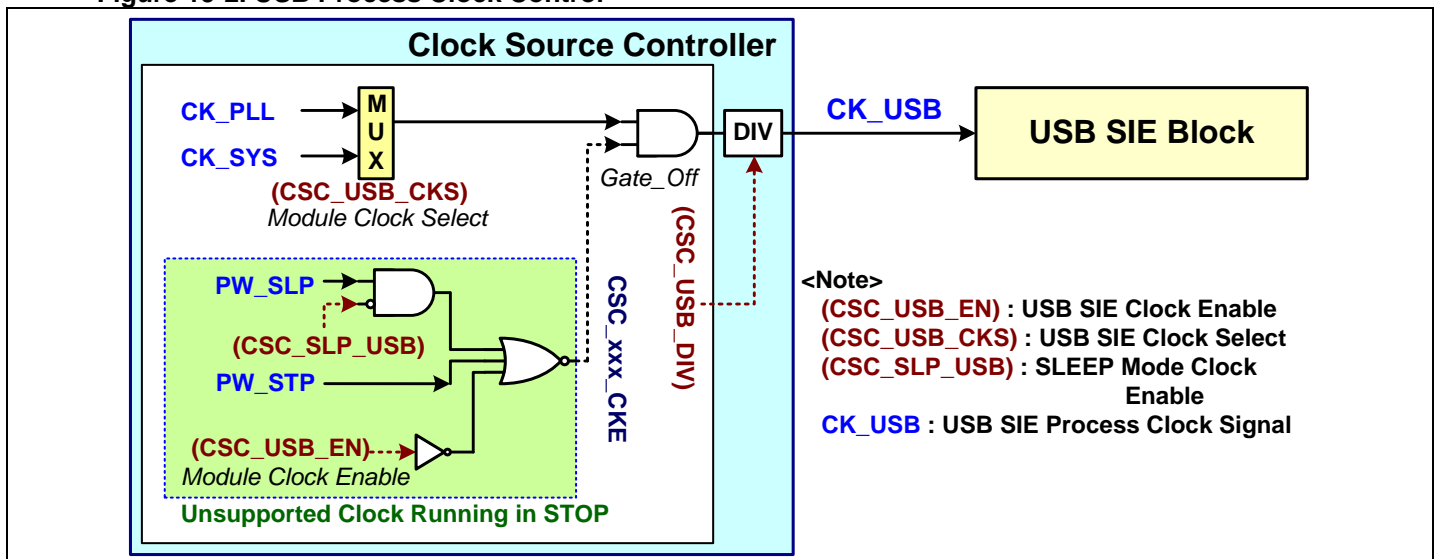 Clock Source Controller
CK_PLL
CK_SYS
M
U
X
(CSC_USB_CKS)
Module Clock Select
Gate_Off
DIV
CK_USB
USB SIE Block
PW_SLP
(CSC_SLP_USB)
PW_STP
(CSC_USB_EN)
Module Clock Enable
Unsupported Clock Running in STOP
CSC_xxx_CKE
(CSC_USB_DIV)
<Note>
(CSC_USB_EN) : USB SIE Clock Enable
(CSC_USB_CKS) : USB SIE Clock Select
(CSC_SLP_USB) : SLEEP Mode Clock
Enable
CK_USB : USB SIE Process Clock Signal